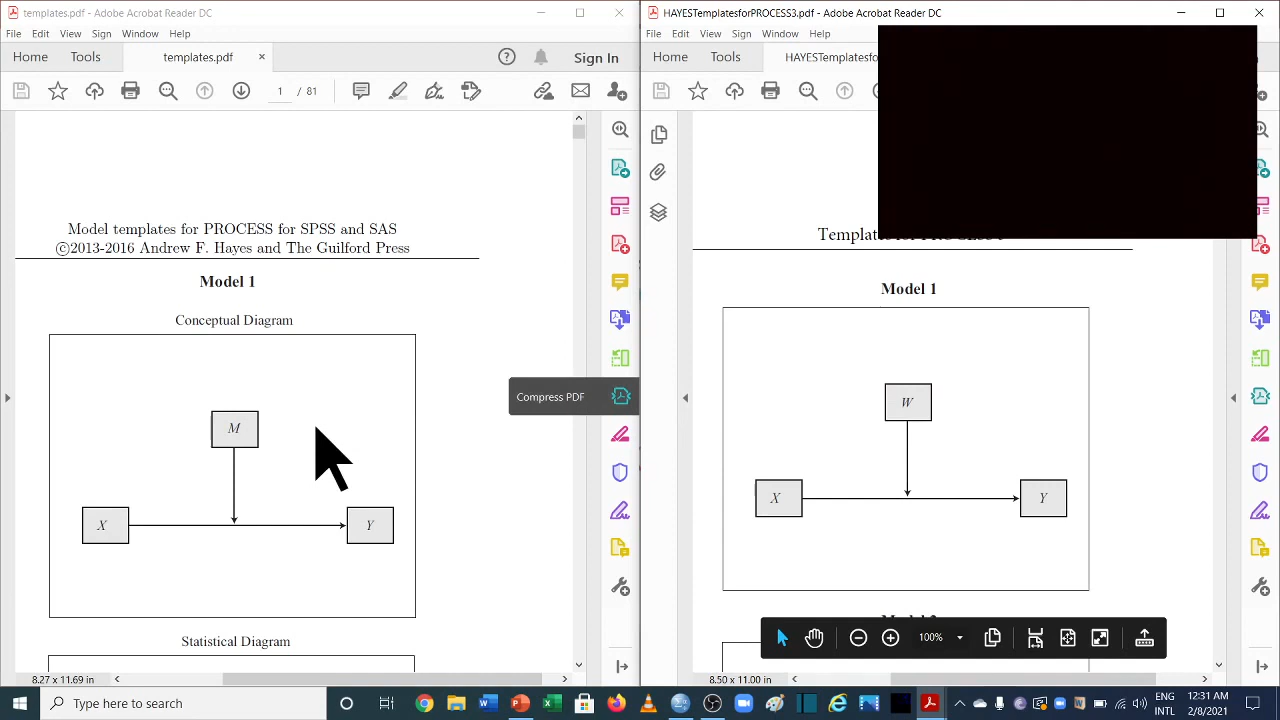 templates.pdf - Adobe Acrobat Reader DC
File Edit View Sign Window Help
Home Tools templates.pdf × Sign In
1 / 81
Model templates for PROCESS for SPSS and SAS
©2013-2016 Andrew F. Hayes and The Guilford Press
Model 1
Conceptual Diagram
M
X
Y
Statistical Diagram
Compress PDF
8.27 x 11.69 in
HAYESTemplatesforPROCESS3.pdf - Adobe Acrobat Reader DC
File Edit View Sign Window Help
Home Tools HAYESTemplatesfo
Templates for
Model 1
W
X
Y
100%
8.50 x 11.00 in
Type here to search
ENG
INTL
12:31 AM
2/8/2021